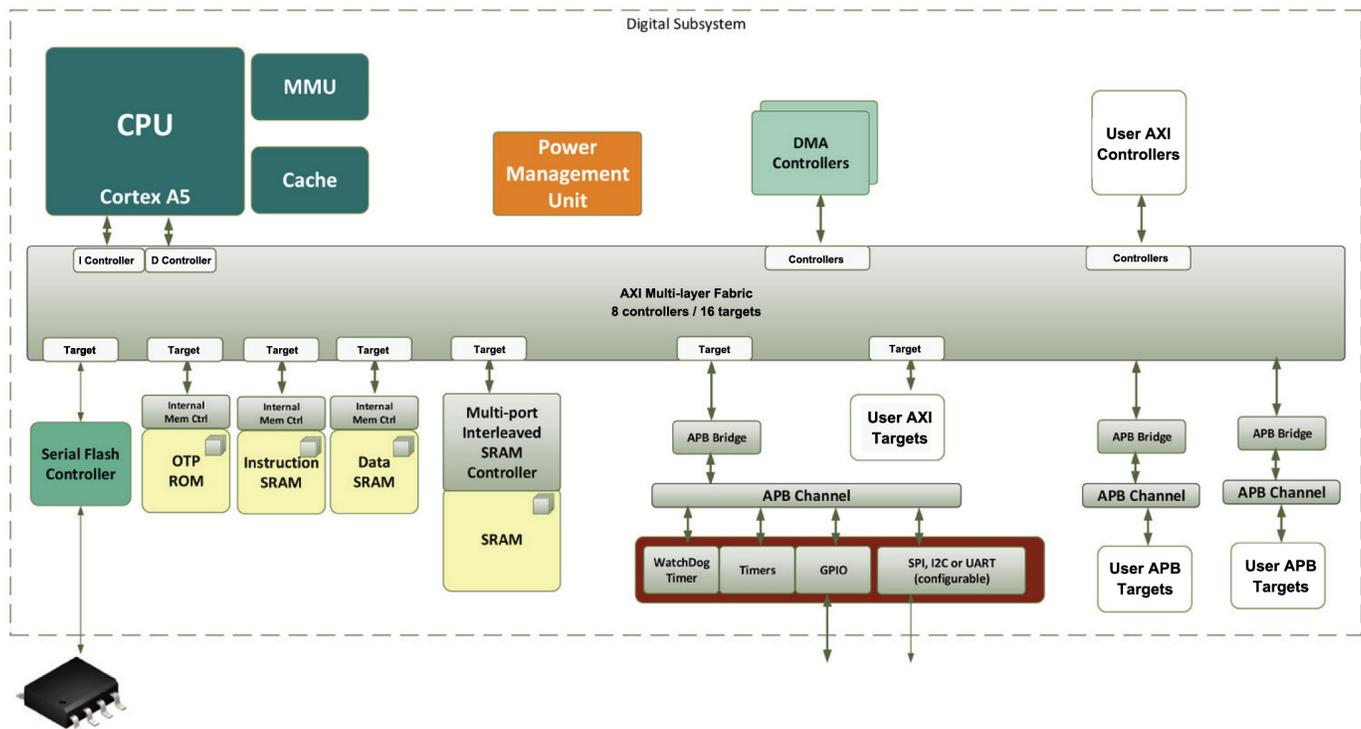 Digital Subsystem
CPU
Cortex A5
MMU
Cache
Power
Management
Unit
DMA
Controllers
User AXI
Controllers
I Controller
D Controller
Controllers
Controllers
AXI Multi-layer Fabric
8 controllers / 16 targets
Target
Target
Target
Target
Target
Target
Target
Serial Flash
Controller
Internal
Mem Ctrl
OTP
ROM
Internal
Mem Ctrl
Instruction
SRAM
Internal
Mem Ctrl
Data
SRAM
Multi-port
Interleaved
SRAM
Controller
SRAM
APB Bridge
APB Channel
WatchDog
Timer
Timers
GPIO
SPI, I2C or UART
(configurable)
User AXI
Targets
APB Bridge
APB Channel
User APB
Targets
APB Bridge
APB Channel
User APB
Targets